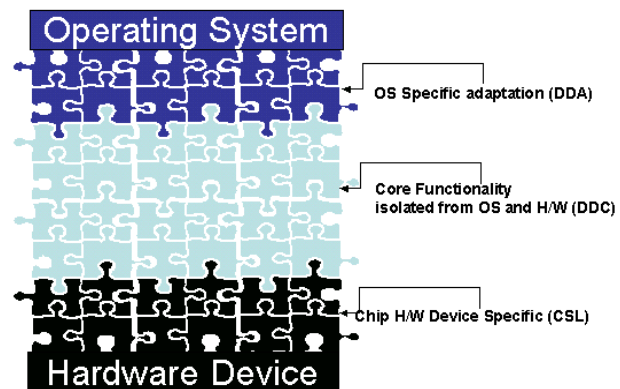 Operating System
OS Specific adaptation (DDA)
Core Functionality
isolated from OS and H/W (DDC)
Chip H/W Device Specific (CSL)
Hardware Device